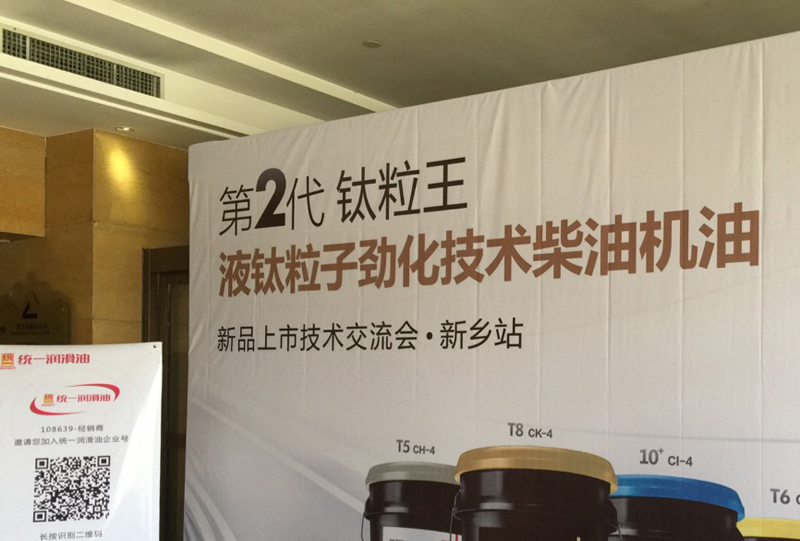 第2代 钛粒王
液钛粒子劲化技术柴油机油
新品上市技术交流会·新乡站
T5 CH-4
T8 CK-4
10+ CI-4
T6
统一润滑油
统一润滑油
108639-经销商
邀请您加入统一润滑油企业号
长按识别二维码